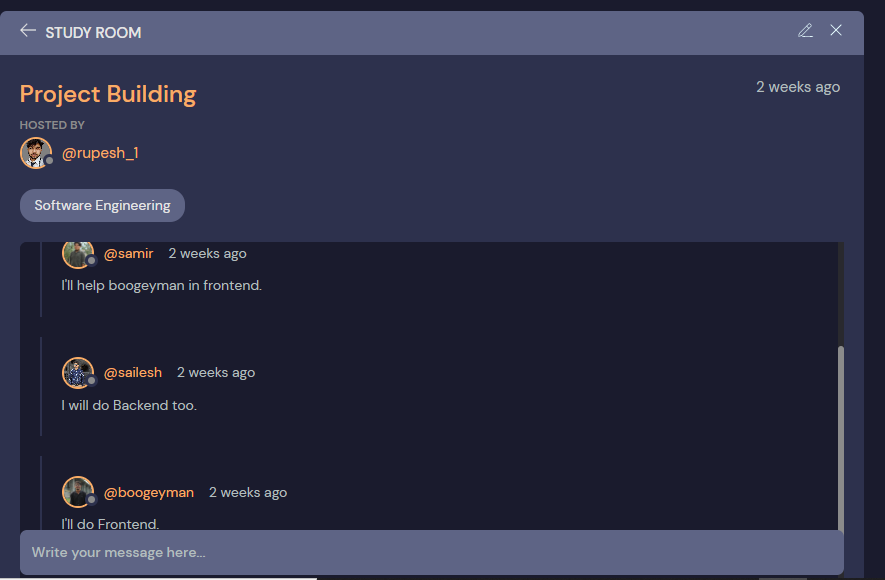 STUDY ROOM
Project Building
2 weeks ago
HOSTED BY
@rupesh_1
Software Engineering
@samir 2 weeks ago
I'll help boogeyman in frontend.
@sailesh 2 weeks ago
I will do Backend too.
@boogeyman 2 weeks ago
I'll do Frontend.
Write your message here...